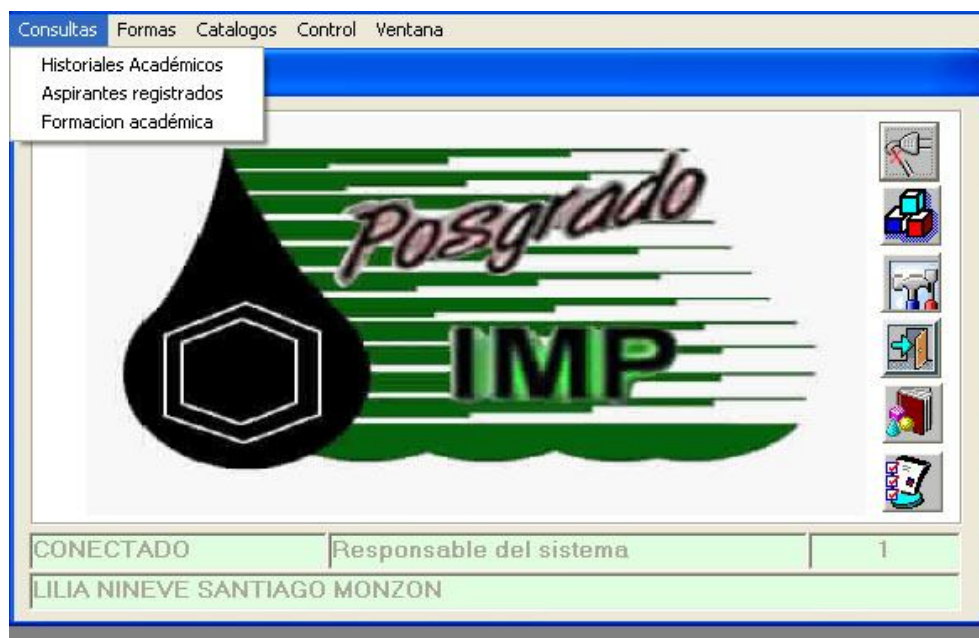 Consultas Formas Catalogos Control Ventana
Historiales Académicos
Aspirantes registrados
Formacion académica
Posgrado
IMP
CONECTADO Responsable del sistema 1
LILIA NINEVE SANTIAGO MONZON